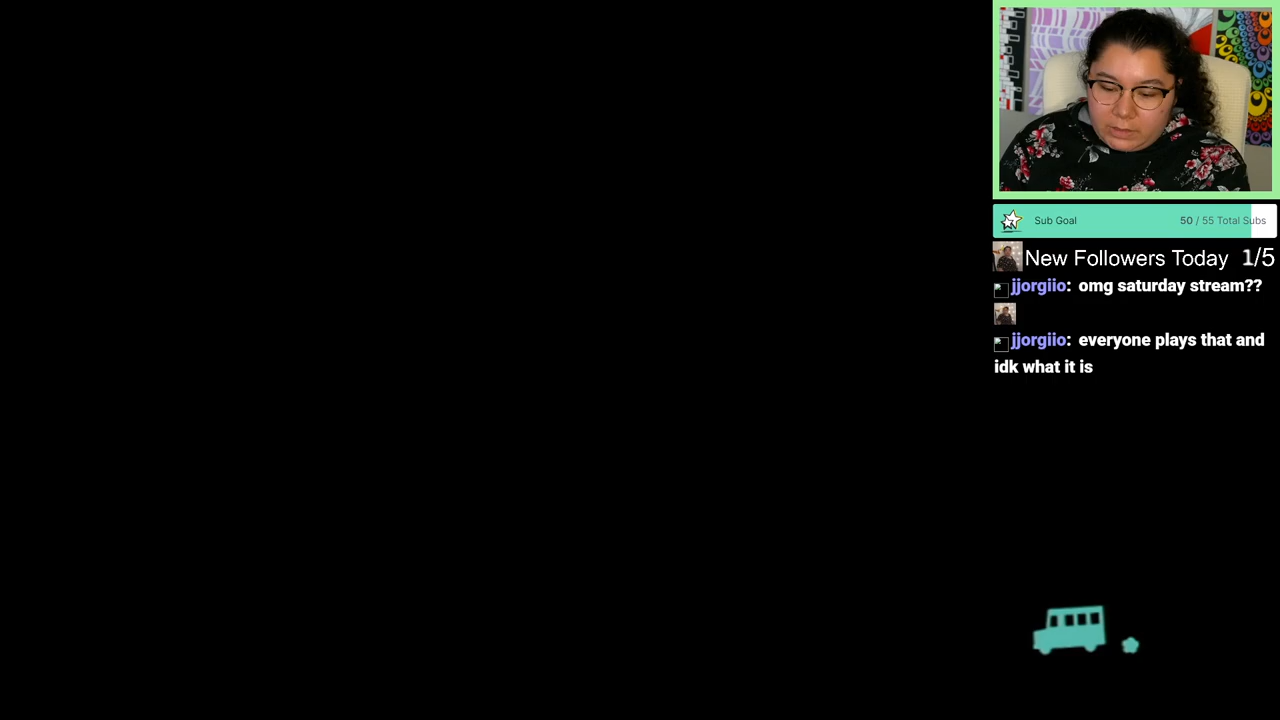 Sub Goal
50 / 55 Total Subs
New Followers Today 1/5
jjorgiio: omg saturday stream??
jjorgiio: everyone plays that and
idk what it is